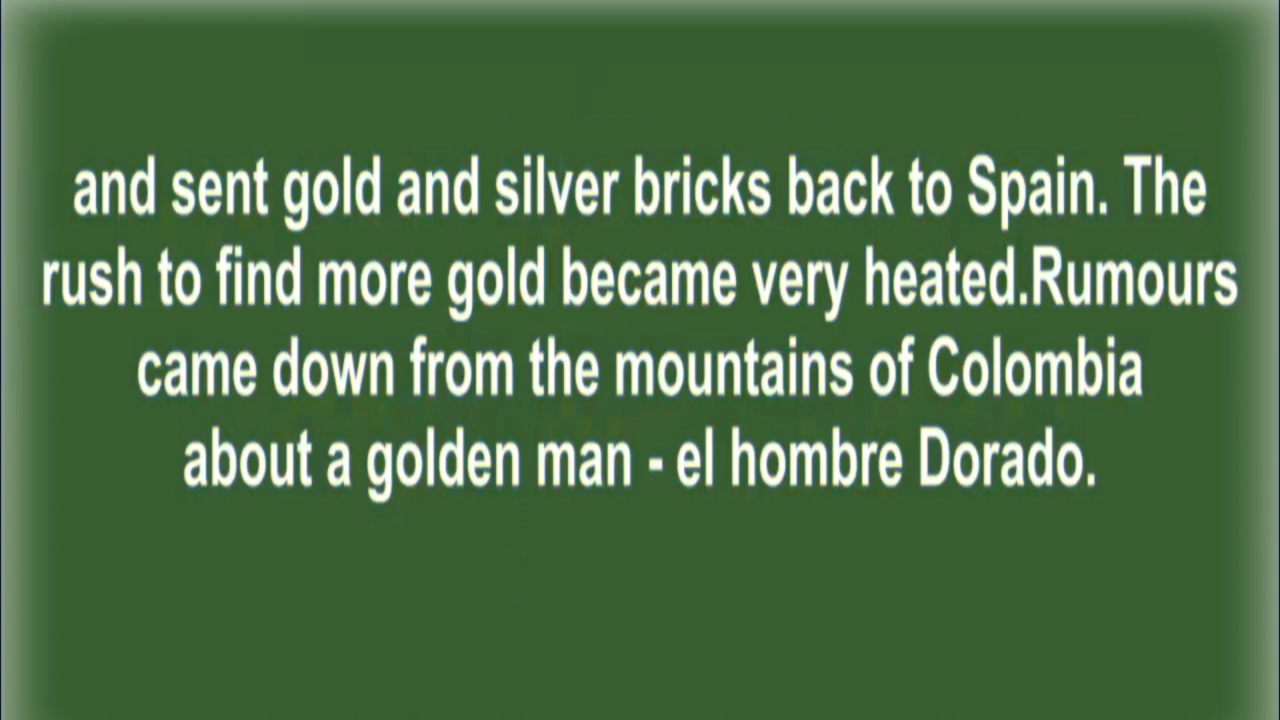 and sent gold and silver bricks back to Spain. The
rush to find more gold became very heated.Rumours
came down from the mountains of Colombia
about a golden man - el hombre Dorado.